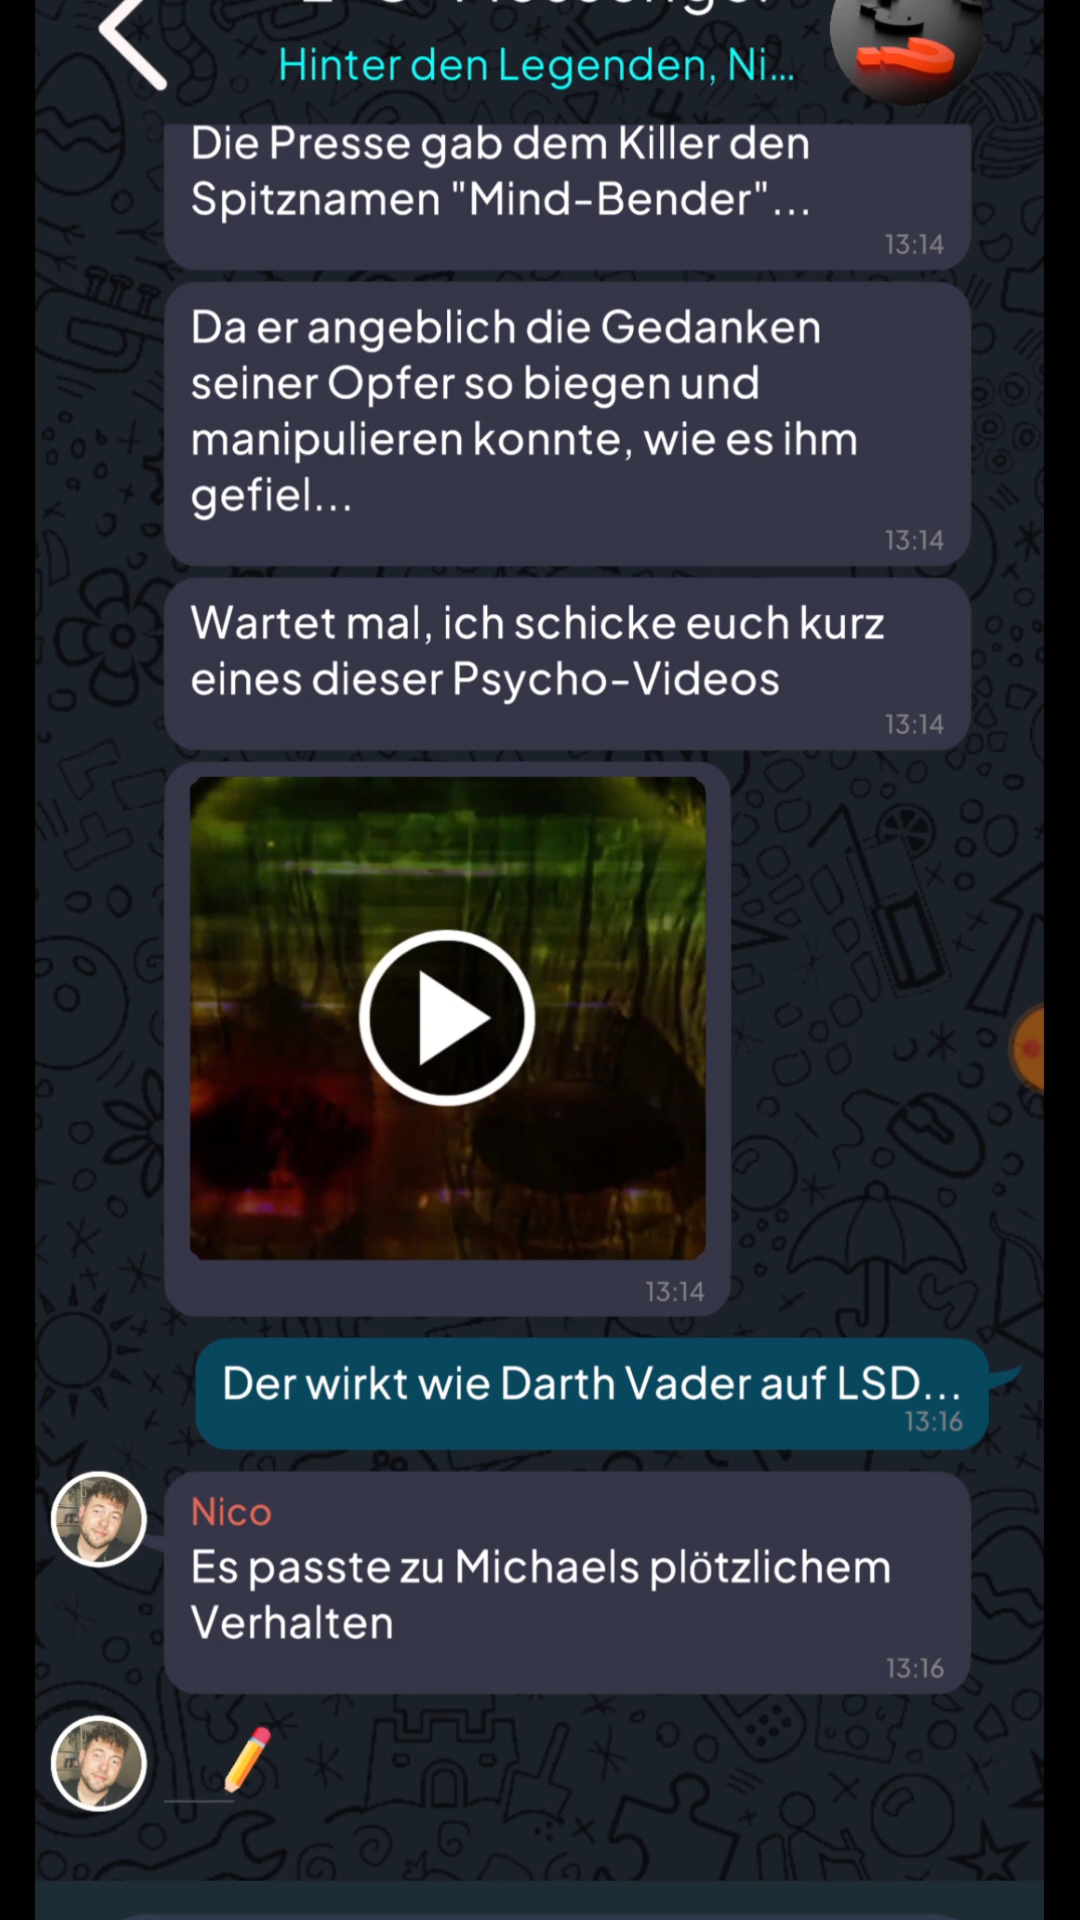 Hinter den Legenden, Ni...
Die Presse gab dem Killer den
Spitznamen "Mind-Bender"...
13:14
Da er angeblich die Gedanken
seiner Opfer so biegen und
manipulieren konnte, wie es ihm
gefiel...
13:14
Wartet mal, ich schicke euch kurz
eines dieser Psycho-Videos
13:14
13:14
Der wirkt wie Darth Vader auf LSD...
13:16
Nico
Es passte zu Michaels plötzlichem
Verhalten
13:16